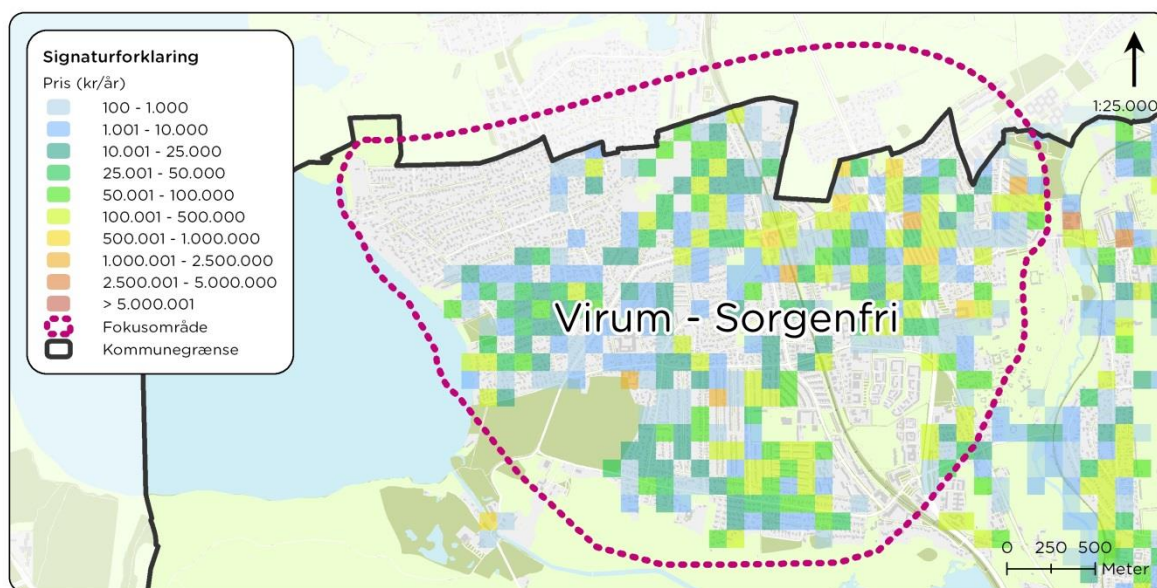 Signaturforklaring
Pris (kr/år)
100 - 1.000
1.001 - 10.000
10.001 - 25.000
25.001 - 50.000
50.001 - 100.000
100.001 - 500.000
500.001 - 1.000.000
1.000.001 - 2.500.000
2.500.001 - 5.000.000
> 5.000.001
Fokusområde
Kommunegrænse
1:25.000
Virum - Sorgenfri
0 250 500
Meter